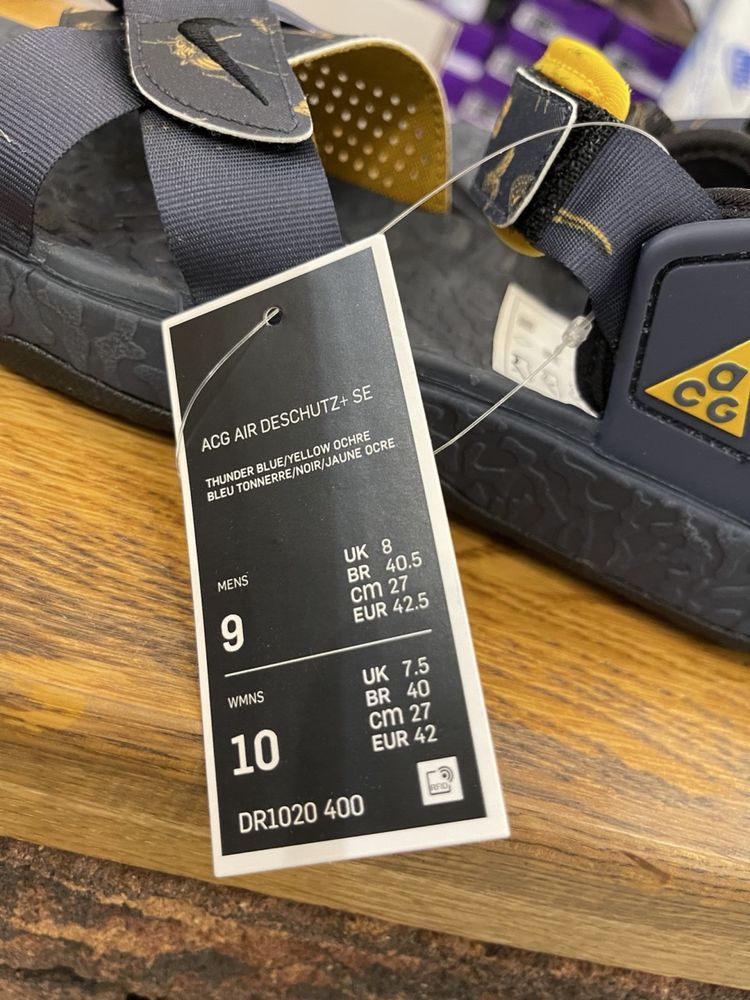 ACG AIR DESCHUTZ+ SE
THUNDER BLUE/YELLOW OCHRE
BLEU TONNERRE/NOIR/JAUNE OCRE
MENS
9
UK 8
BR 40.5
cm 27
EUR 42.5
WMNS
10
UK 7.5
BR 40
cm 27
EUR 42
DR1020 400
RFID
aCG